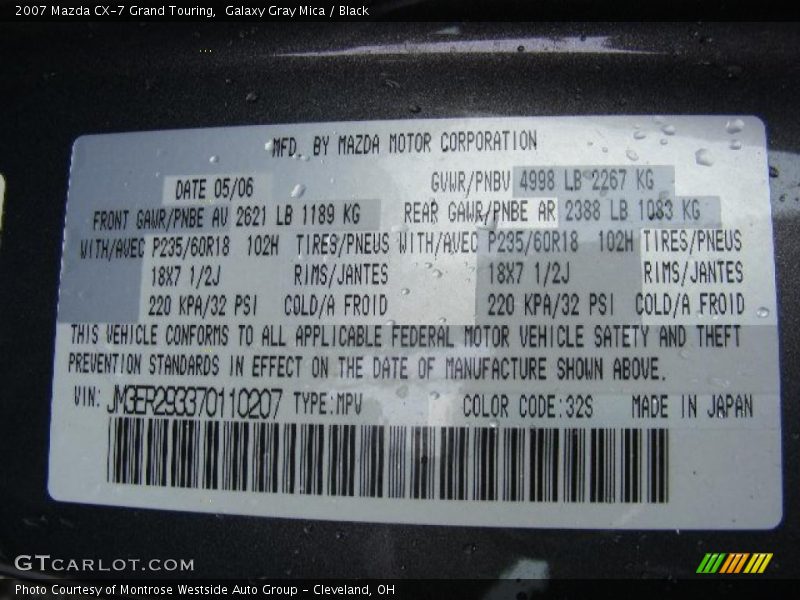 2007 Mazda CX-7 Grand Touring,  Galaxy Gray Mica / Black
MFD. BY MAZDA MOTOR CORPORATION
DATE 05/06 GVWR/PNBV 4998 LB 2267 KG
FRONT GAWR/PNBE AV 2621 LB 1189 KG REAR GAWR/PNBE AR 2388 LB 1083 KG
WITH/AVEC P235/60R18 102H TIRES/PNEUS WITH/AVEC P235/60R18 102H TIRES/PNEUS
18X7 1/2J RIMS/JANTES 18X7 1/2J RIMS/JANTES
220 KPA/32 PSI COLD/A FROID 220 KPA/32 PSI COLD/A FROID
THIS VEHICLE CONFORMS TO ALL APPLICABLE FEDERAL MOTOR VEHICLE SATETY AND THEFT
PREVENTION STANDARDS IN EFFECT ON THE DATE OF MANUFACTURE SHOWN ABOVE.
VIN: JM3ER293370110207 TYPE:MPV COLOR CODE:32S MADE IN JAPAN
GTCARLOT.COM
Photo Courtesy of Montrose Westside Auto Group - Cleveland, OH